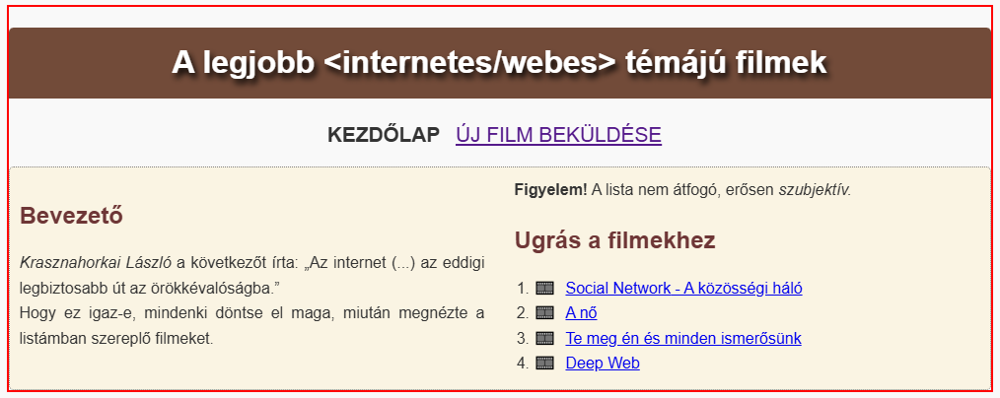 A legjobb <internetes/webes> témájú filmek
KEZDŐLAP ÚJ FILM BEKÜLDÉSE
Bevezető
Krasznahorkai László a következőt írta: „Az internet (...) az eddigi
legbiztosabb út az örökkévalóságba.”
Hogy ez igaz-e, mindenki döntse el maga, miután megnézte a
listámban szereplő filmeket.
Figyelem! A lista nem átfogó, erősen szubjektív.
Ugrás a filmekhez
1. Social Network - A közösségi háló
2. A nő
3. Te meg én és minden ismerősünk
4. Deep Web